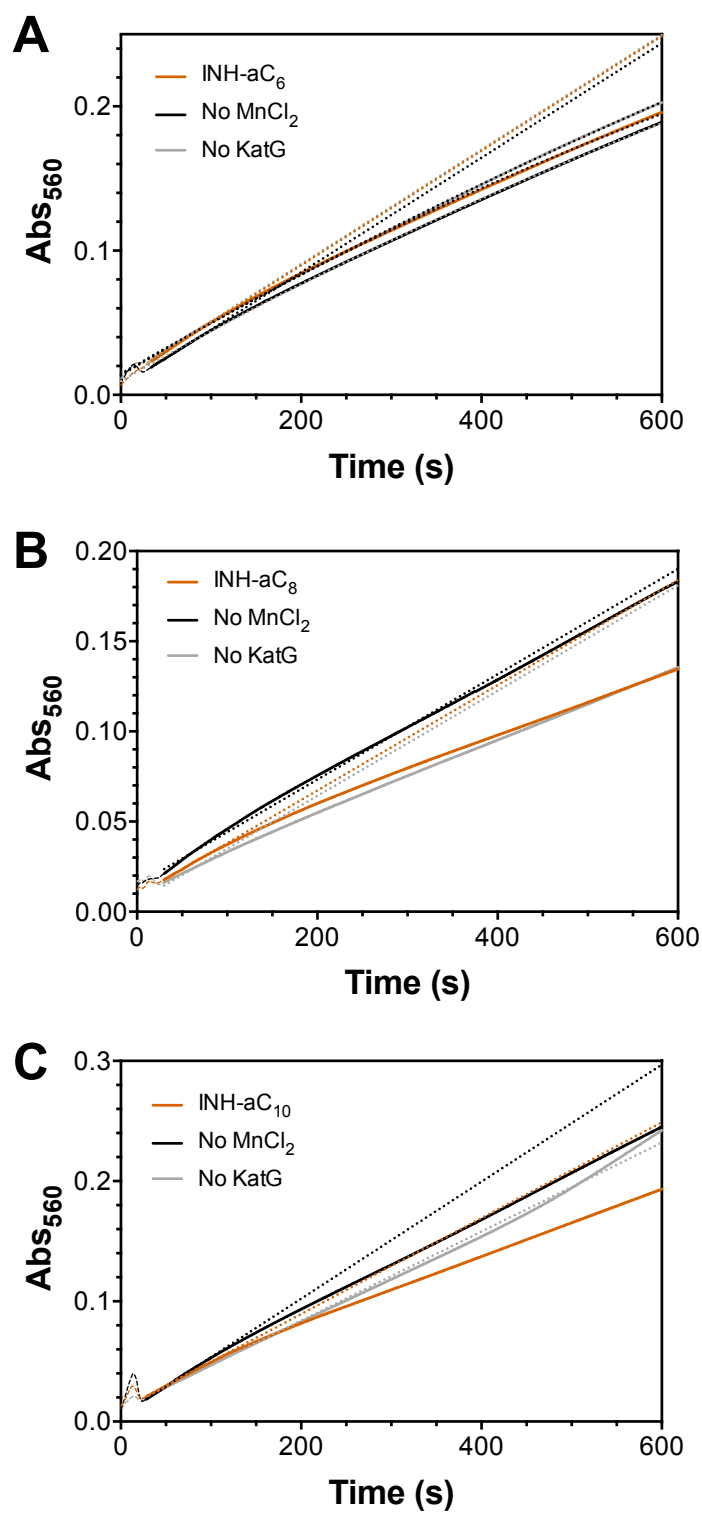 A
Abs560
0.2
0.1
0.0
INH-aC6
No MnCl2
No KatG
0 200 400 600
Time (s)
B
Abs560
0.20
0.15
0.10
0.05
0.00
INH-aC8
No MnCl2
No KatG
0 200 400 600
Time (s)
C
Abs560
0.3
0.2
0.1
0.0
INH-aC10
No MnCl2
No KatG
0 200 400 600
Time (s)